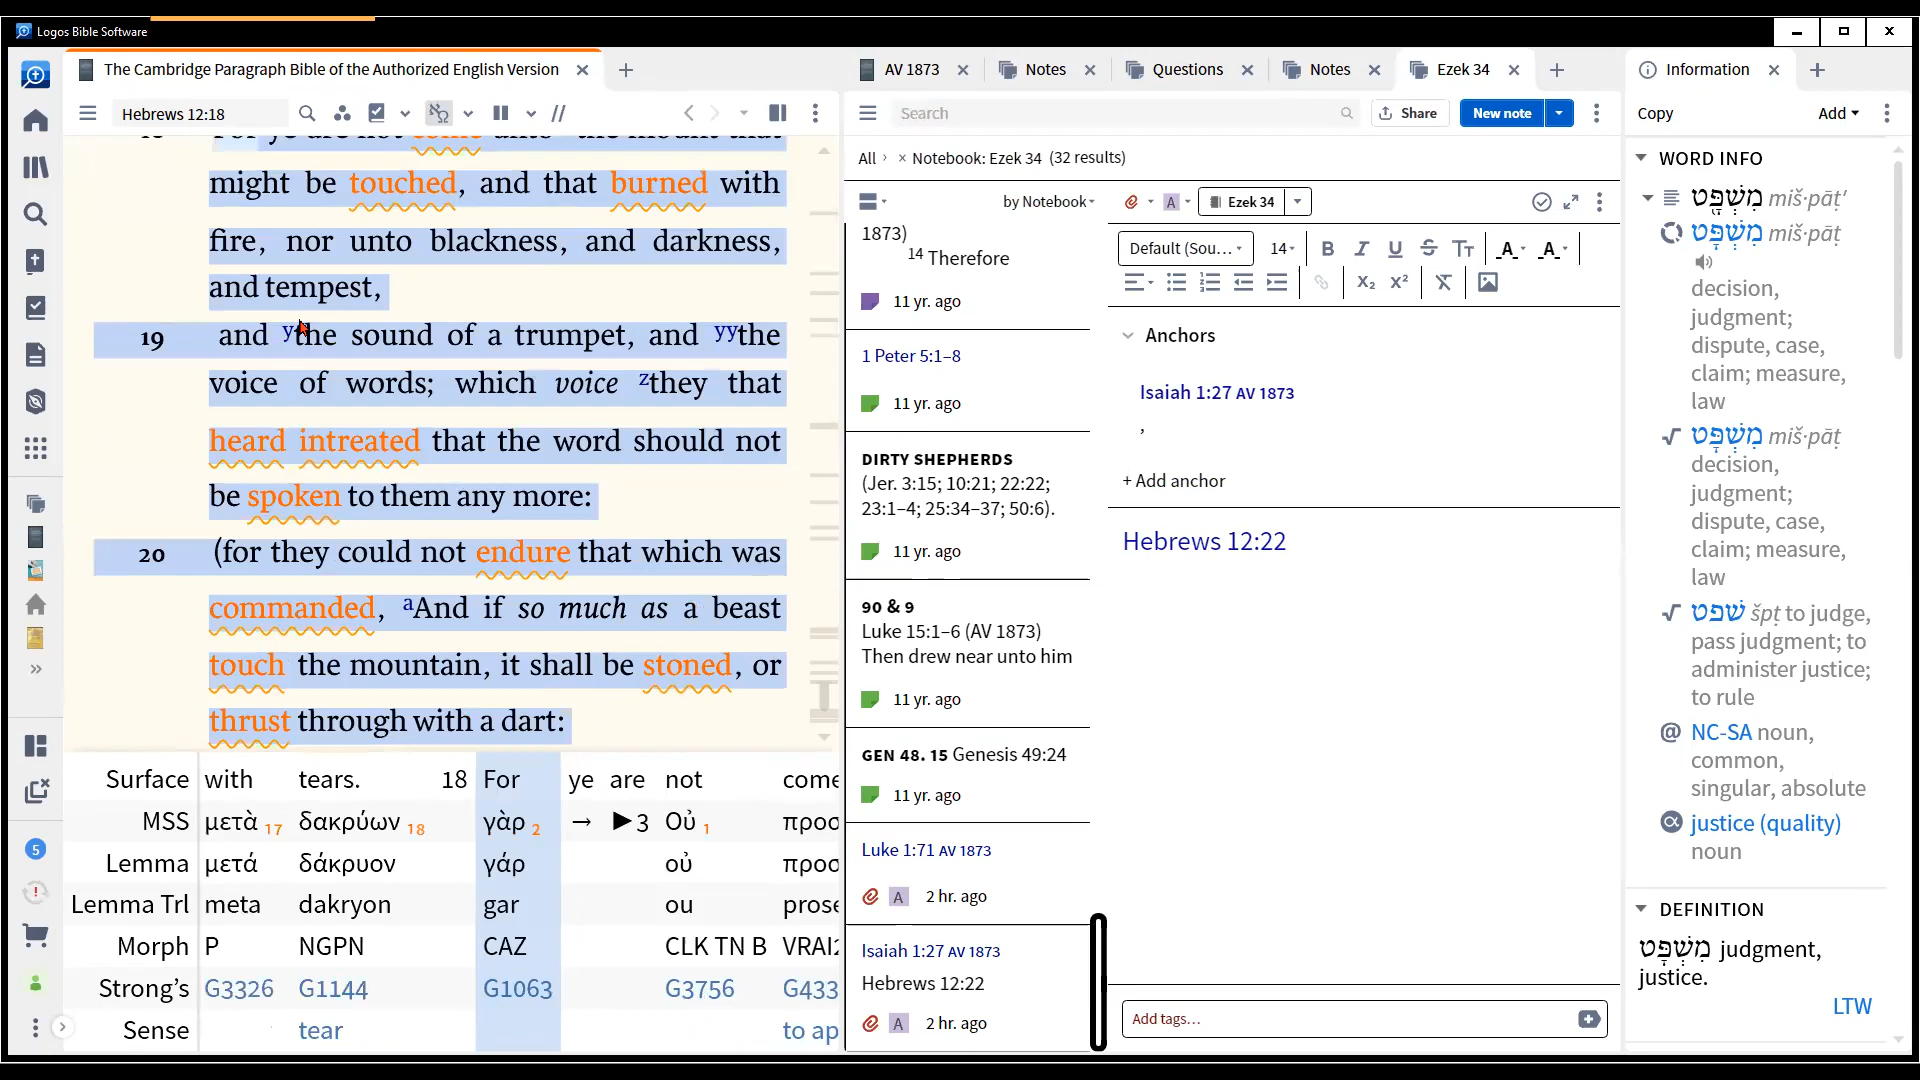 Logos Bible Software
The Cambridge Paragraph Bible of the Authorized English Version
Hebrews 12:18
might be touched, and that burned with
fire, nor unto blackness, and darkness,
and tempest,
19 and ythe sound of a trumpet, and yythe
voice of words; which voice zthey that
heard intreated that the word should not
be spoken to them any more:
20 (for they could not endure that which was
commanded, aAnd if so much as a beast
touch the mountain, it shall be stoned, or
thrust through with a dart:
Surface with tears. 18 For ye are not come
MSS μετὰ 17 δακρύων 18 γὰρ 2 → ▶3 Οὐ 1 προσ
Lemma μετά δάκρυον γάρ οὐ προσ
Lemma Trl meta dakryon gar ou prose
Morph P NGPN CAZ CLK TN B VRAI2
Strong's G3326 G1144 G1063 G3756 G433
Sense tear to ap
5
AV 1873
Notes
Questions
Notes
Ezek 34
Search
Share
New note
All › × Notebook: Ezek 34 (32 results)
by Notebook
1873)
14 Therefore
11 yr. ago
1 Peter 5:1–8
11 yr. ago
DIRTY SHEPHERDS
(Jer. 3:15; 10:21; 22:22;
23:1–4; 25:34–37; 50:6).
11 yr. ago
90 & 9
Luke 15:1–6 (AV 1873)
Then drew near unto him
11 yr. ago
GEN 48. 15 Genesis 49:24
11 yr. ago
Luke 1:71 AV 1873
A 2 hr. ago
Isaiah 1:27 AV 1873
Hebrews 12:22
A 2 hr. ago
A Ezek 34
Default (Sou... 14 B I U S Tт A A
X₂ X²
Anchors
Isaiah 1:27 AV 1873
,
+ Add anchor
Hebrews 12:22
Add tags…
Information
Copy Add
WORD INFO
מִשְׁפָּֽט miš·pāṭʹ
מִשְׁפָּט miš·pāṭ
decision,
judgment;
dispute, case,
claim; measure,
law
מִשְׁפָּט miš·pāṭ
decision,
judgment;
dispute, case,
claim; measure,
law
שׁפט špṭ to judge,
pass judgment; to
administer justice;
to rule
@ NC-SA noun,
common,
singular, absolute
justice (quality)
noun
DEFINITION
מִשְׁפָּט judgment,
justice.
LTW